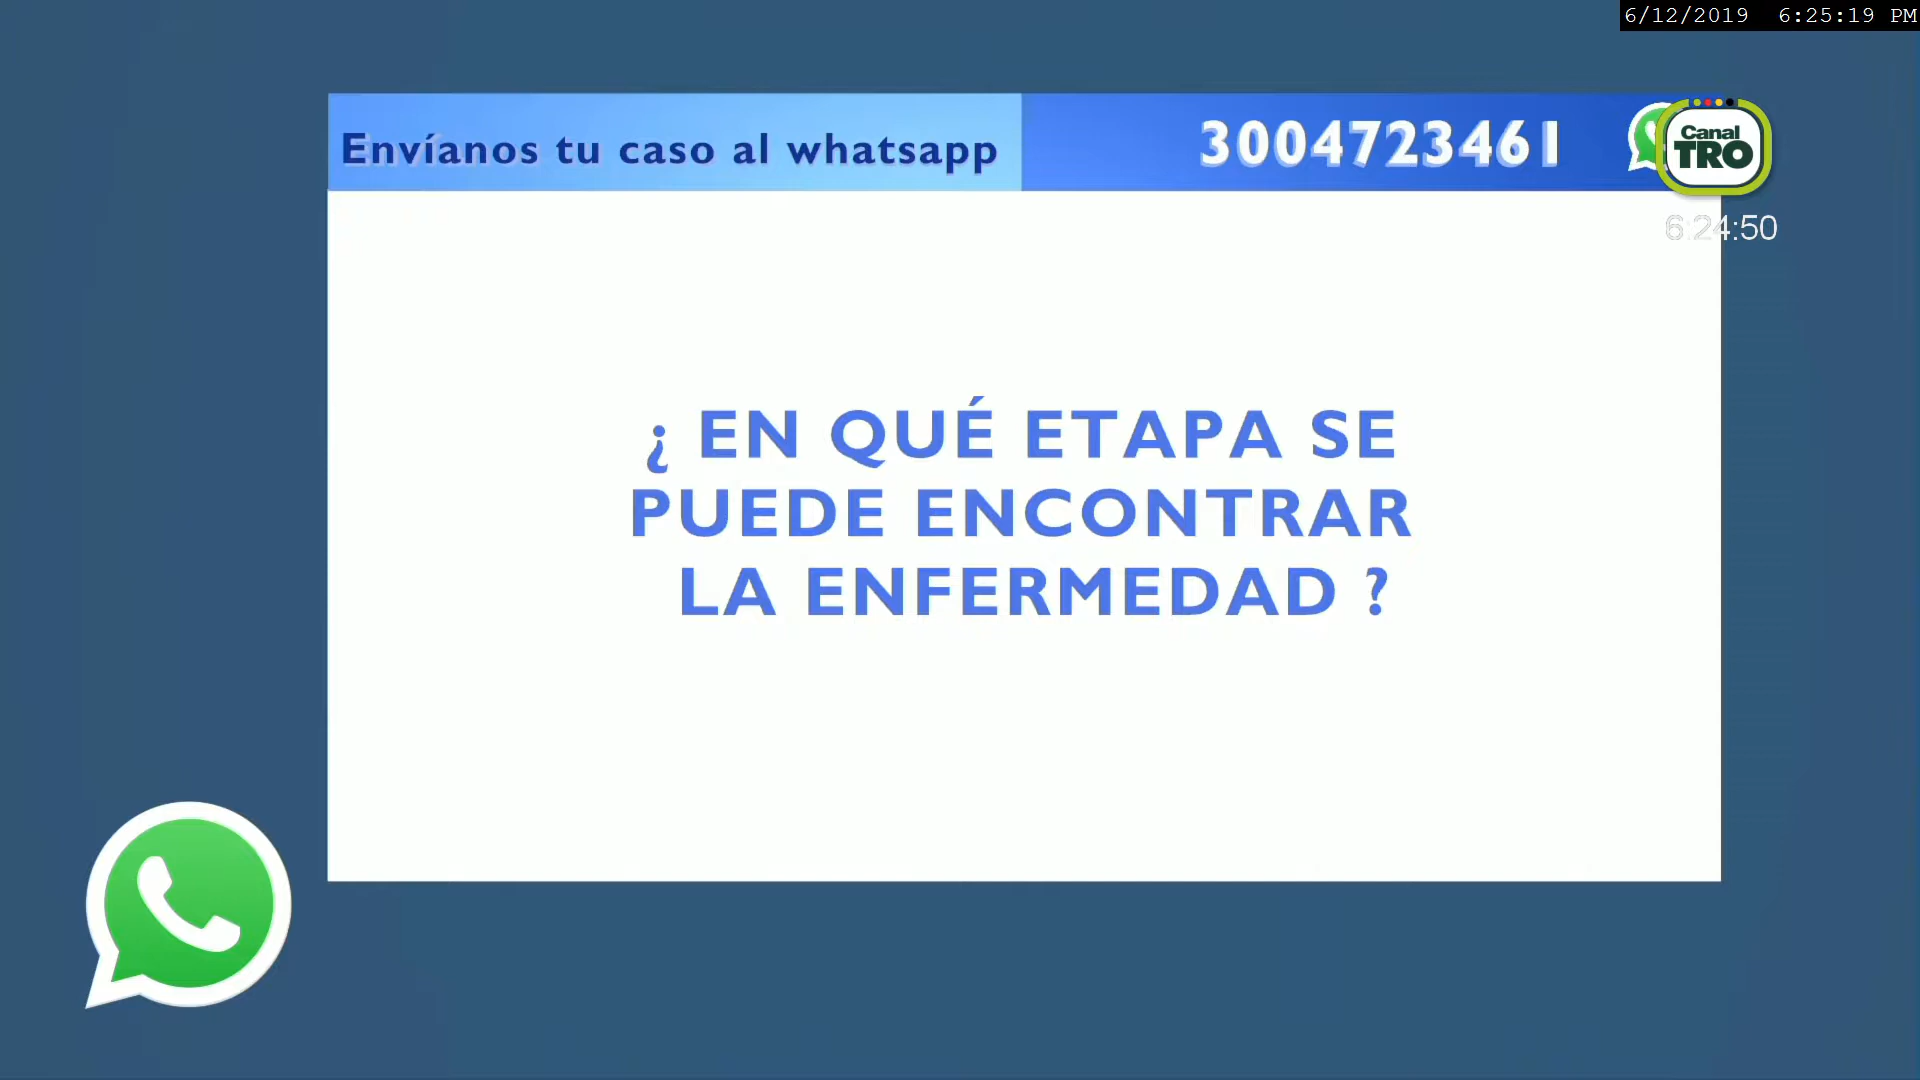 6/12/2019 6:25:19 PM
Envíanos tu caso al whatsapp
3004723461
Canal
TRO
6:24:50
¿ EN QUÉ ETAPA SE
PUEDE ENCONTRAR
LA ENFERMEDAD ?